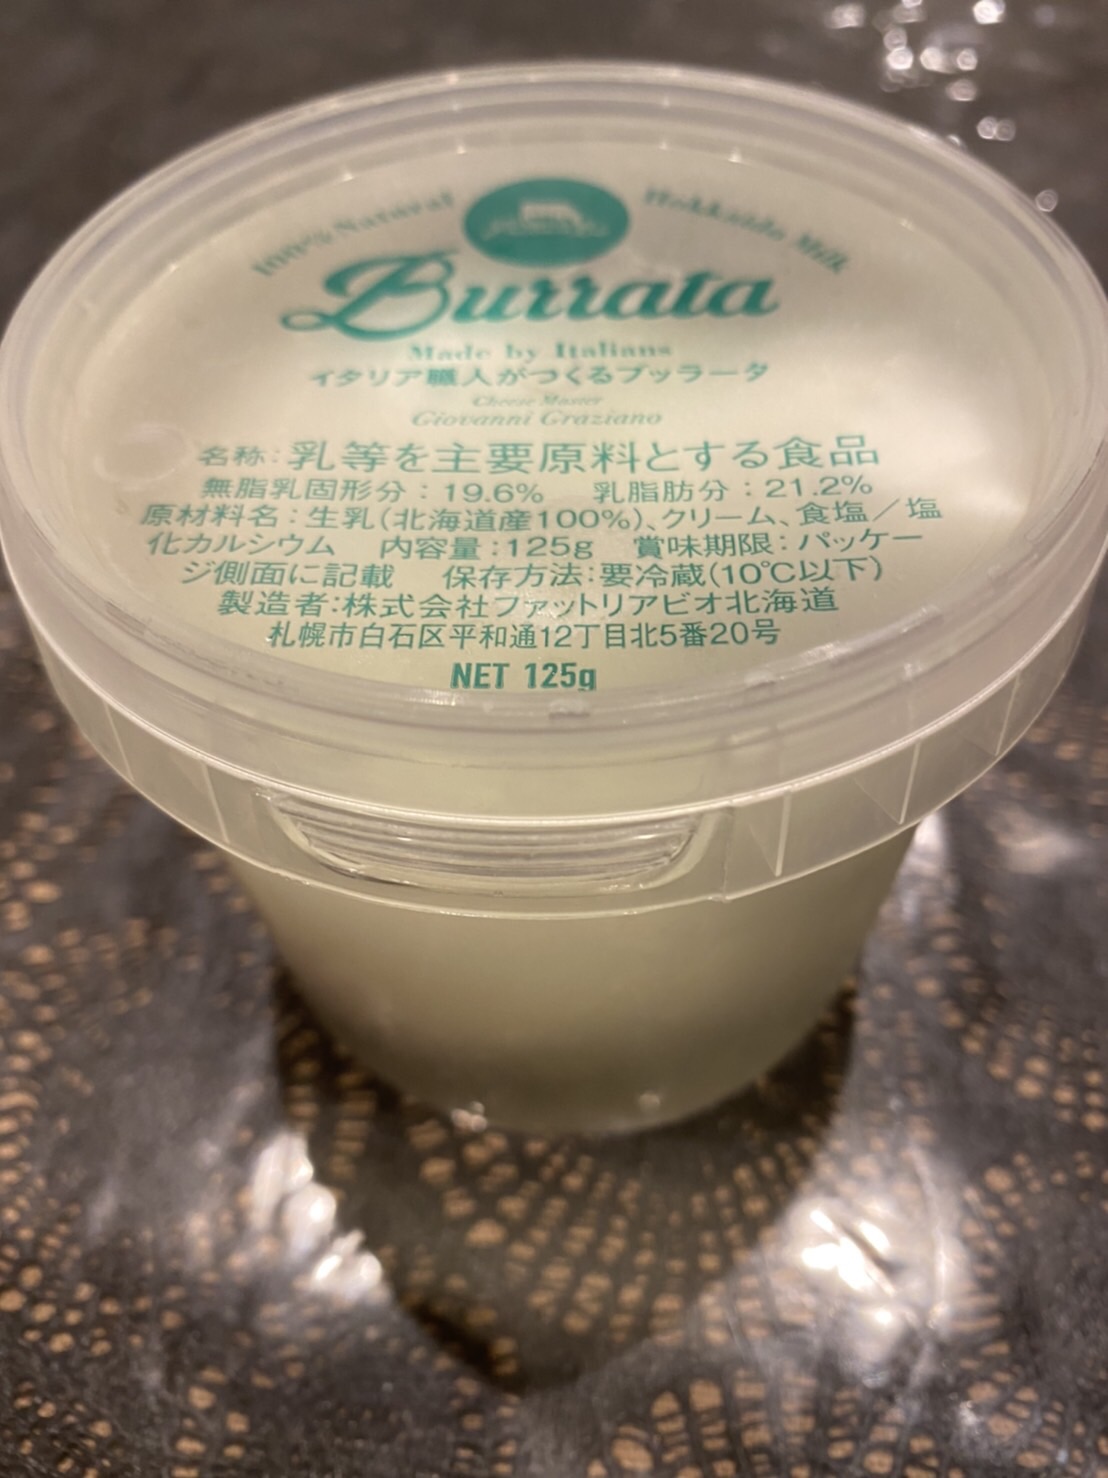 100% Natural Hokkaido Milk
Burrata
Made by Italians
イタリア職人がつくるブッラータ
Cheese Master
Giovanni Graziano
名称:乳等を主要原料とする食品
無脂乳固形分:19.6% 乳脂肪分:21.2%
原材料名:生乳(北海道産100%)、クリーム、食塩／塩
化カルシウム 内容量:125g 賞味期限:パッケー
ジ側面に記載 保存方法:要冷蔵(10℃以下)
製造者:株式会社ファットリアビオ北海道
札幌市白石区平和通12丁目北5番20号
NET 125g